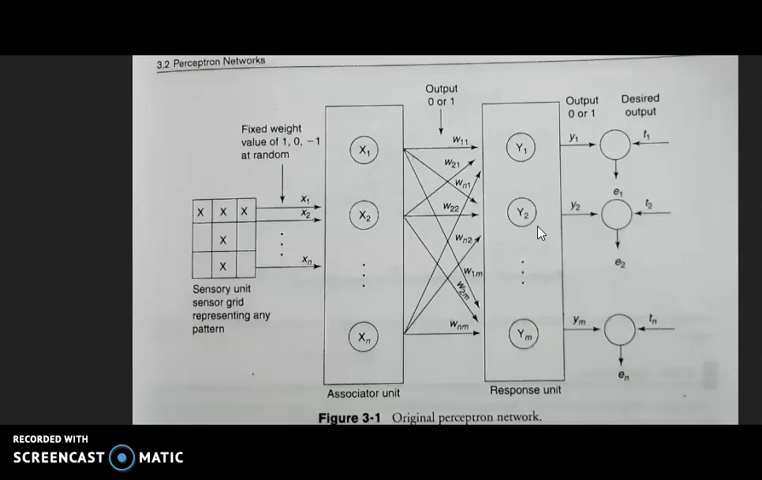 3.2 Perceptron Networks
Output
0 or 1
Output
0 or 1
Desired
output
Fixed weight
value of 1, 0, −1
at random
X X X
X
X
x1
x2
xn
Sensory unit
sensor grid
representing any
pattern
X1
X2
Xn
Associator unit
w11
w21
wn1
w22
wn2
w1m
w2m
wnm
Y1
Y2
Ym
Response unit
y1
t1
e1
y2
t2
e2
ym
tn
en
Figure 3-1 Original perceptron network.
RECORDED WITH
SCREENCAST MATIC